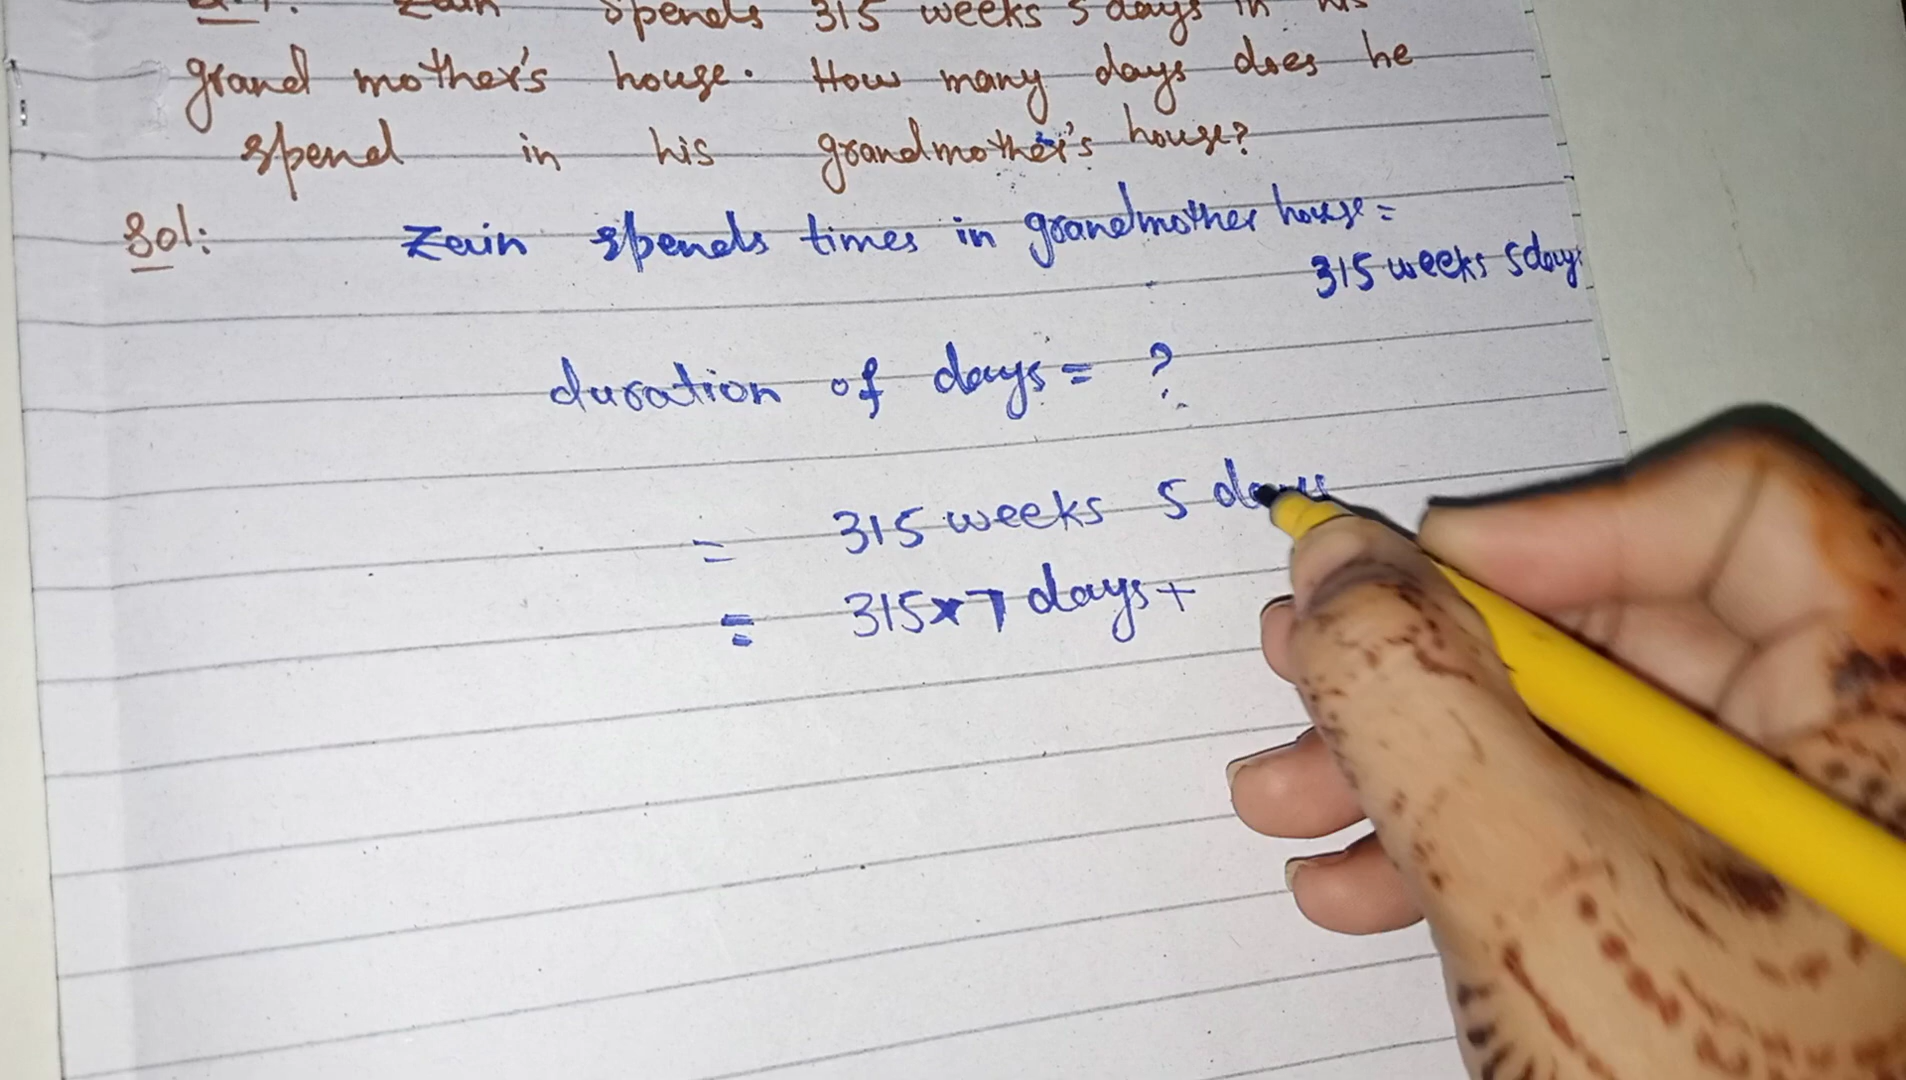 Zain spends 315 weeks 5 days in his
grand mother's house. How many days does he
spend in his grandmother's house?
Sol: Zain spends times in grandmother house =
315 weeks 5days
duration of days = ?
= 315 weeks 5 days
= 315×7 days +